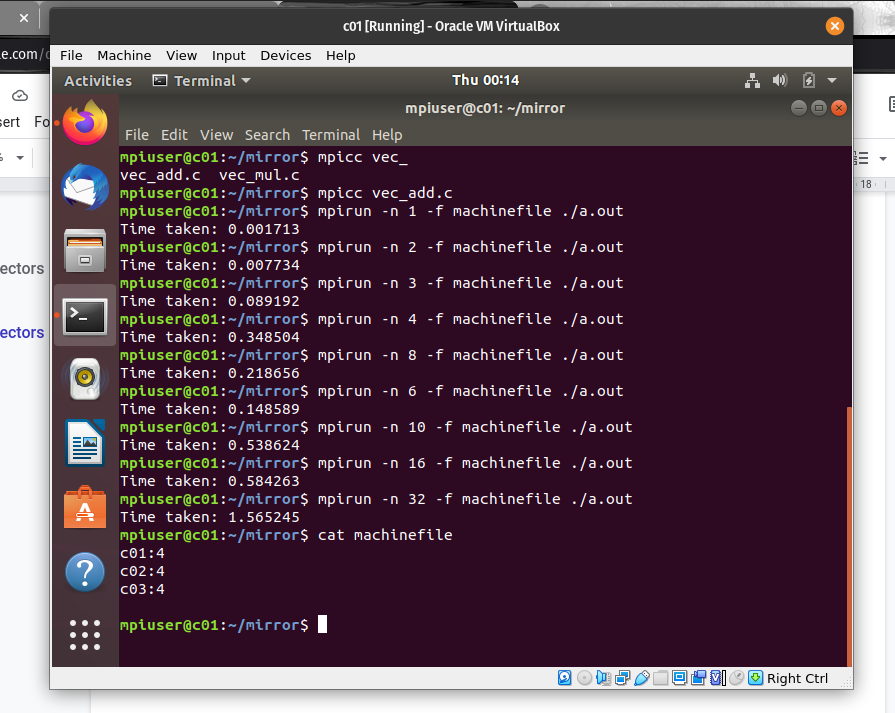 c01 [Running] - Oracle VM VirtualBox
le.com/
File Machine View Input Devices Help
Activities Terminal Thu 00:14
mpiuser@c01: ~/mirror
sert Fo
File Edit View Search Terminal Help
%
18
ectors
ectors
mpiuser@c01:~/mirror$ mpicc vec_
vec_add.c vec_mul.c
mpiuser@c01:~/mirror$ mpicc vec_add.c
mpiuser@c01:~/mirror$ mpirun -n 1 -f machinefile ./a.out
Time taken: 0.001713
mpiuser@c01:~/mirror$ mpirun -n 2 -f machinefile ./a.out
Time taken: 0.007734
mpiuser@c01:~/mirror$ mpirun -n 3 -f machinefile ./a.out
Time taken: 0.089192
mpiuser@c01:~/mirror$ mpirun -n 4 -f machinefile ./a.out
Time taken: 0.348504
mpiuser@c01:~/mirror$ mpirun -n 8 -f machinefile ./a.out
Time taken: 0.218656
mpiuser@c01:~/mirror$ mpirun -n 6 -f machinefile ./a.out
Time taken: 0.148589
mpiuser@c01:~/mirror$ mpirun -n 10 -f machinefile ./a.out
Time taken: 0.538624
mpiuser@c01:~/mirror$ mpirun -n 16 -f machinefile ./a.out
Time taken: 0.584263
mpiuser@c01:~/mirror$ mpirun -n 32 -f machinefile ./a.out
Time taken: 1.565245
mpiuser@c01:~/mirror$ cat machinefile
c01:4
c02:4
c03:4
mpiuser@c01:~/mirror$
Right Ctrl